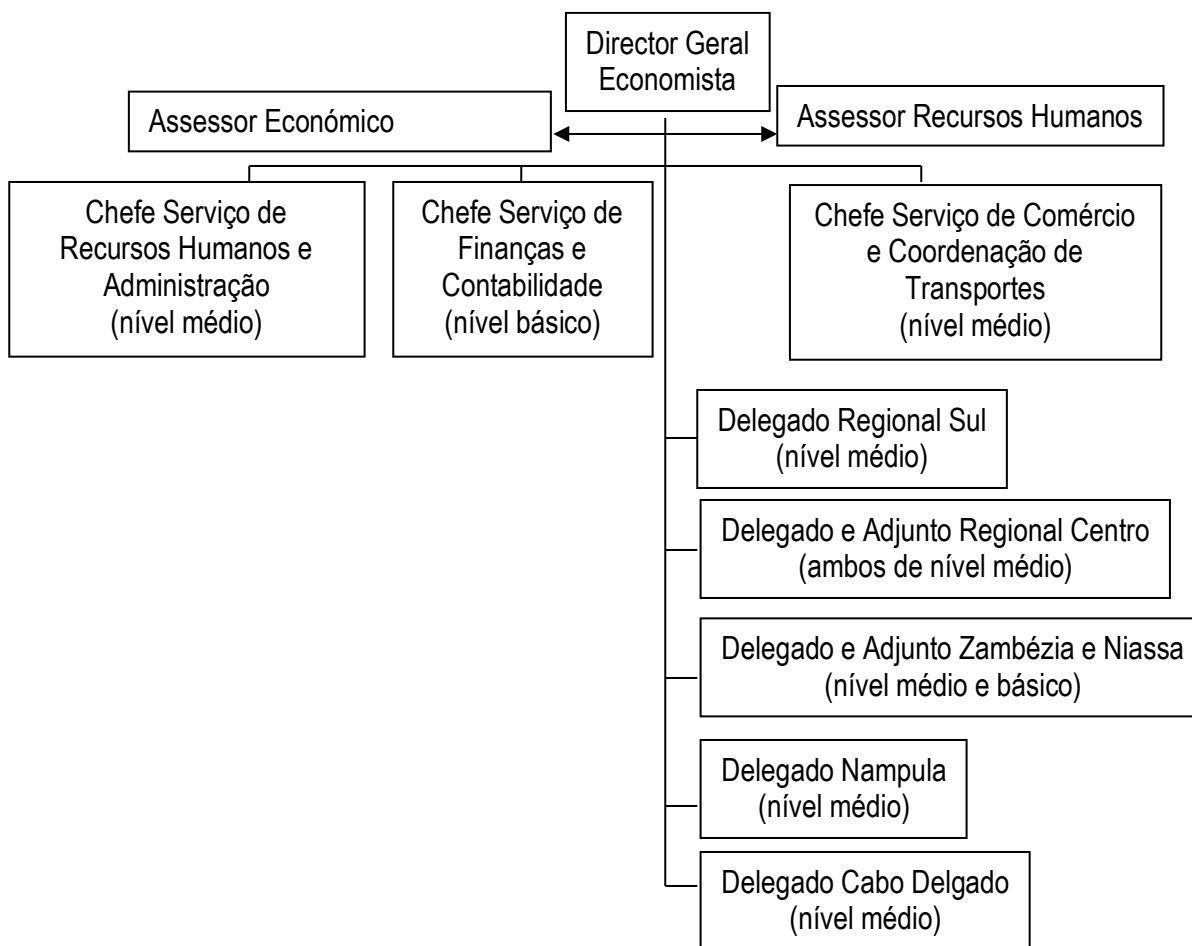 Director Geral
Economista
Assessor Económico
Assessor Recursos Humanos
Chefe Serviço de
Recursos Humanos e
Administração
(nível médio)
Chefe Serviço de
Finanças e
Contabilidade
(nível básico)
Chefe Serviço de Comércio
e Coordenação de
Transportes
(nível médio)
Delegado Regional Sul
(nível médio)
Delegado e Adjunto Regional Centro
(ambos de nível médio)
Delegado e Adjunto Zambézia e Niassa
(nível médio e básico)
Delegado Nampula
(nível médio)
Delegado Cabo Delgado
(nível médio)